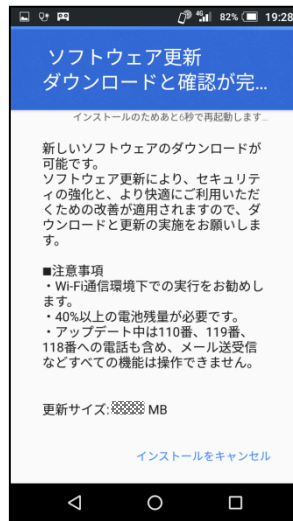 4G 82% 19:28
ソフトウェア更新
ダウンロードと確認が完...
インストールのためあと6秒で再起動します...
新しいソフトウェアのダウンロードが
可能です。
ソフトウェア更新により、セキュリテ
ィの強化と、より快適にご利用いただ
くための改善が適用されますので、ダ
ウンロードと更新の実施をお願いしま
す。
■注意事項
・Wi-Fi通信環境下での実行をお勧めし
ます。
・40%以上の電池残量が必要です。
・アップデート中は110番、119番、
118番への電話も含め、メール送受信
などすべての機能は操作できません。
更新サイズ: MB
インストールをキャンセル